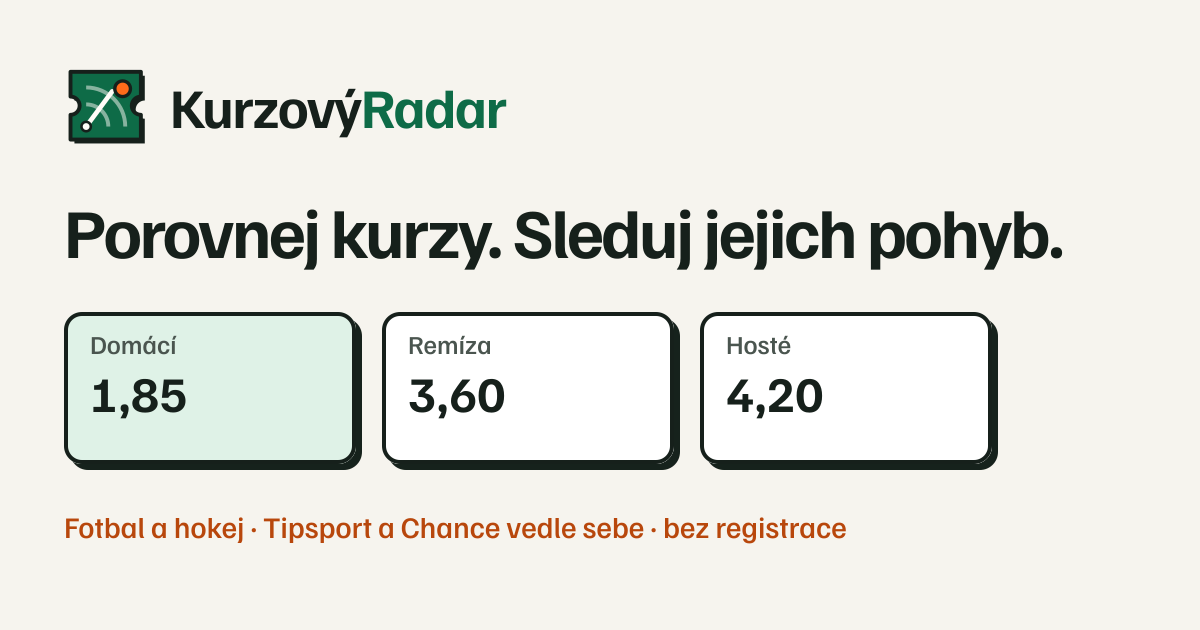 KurzovýRadar
Porovnej kurzy. Sleduj jejich pohyb.
Domácí
1,85
Remíza
3,60
Hosté
4,20
Fotbal a hokej · Tipsport a Chance vedle sebe · bez registrace